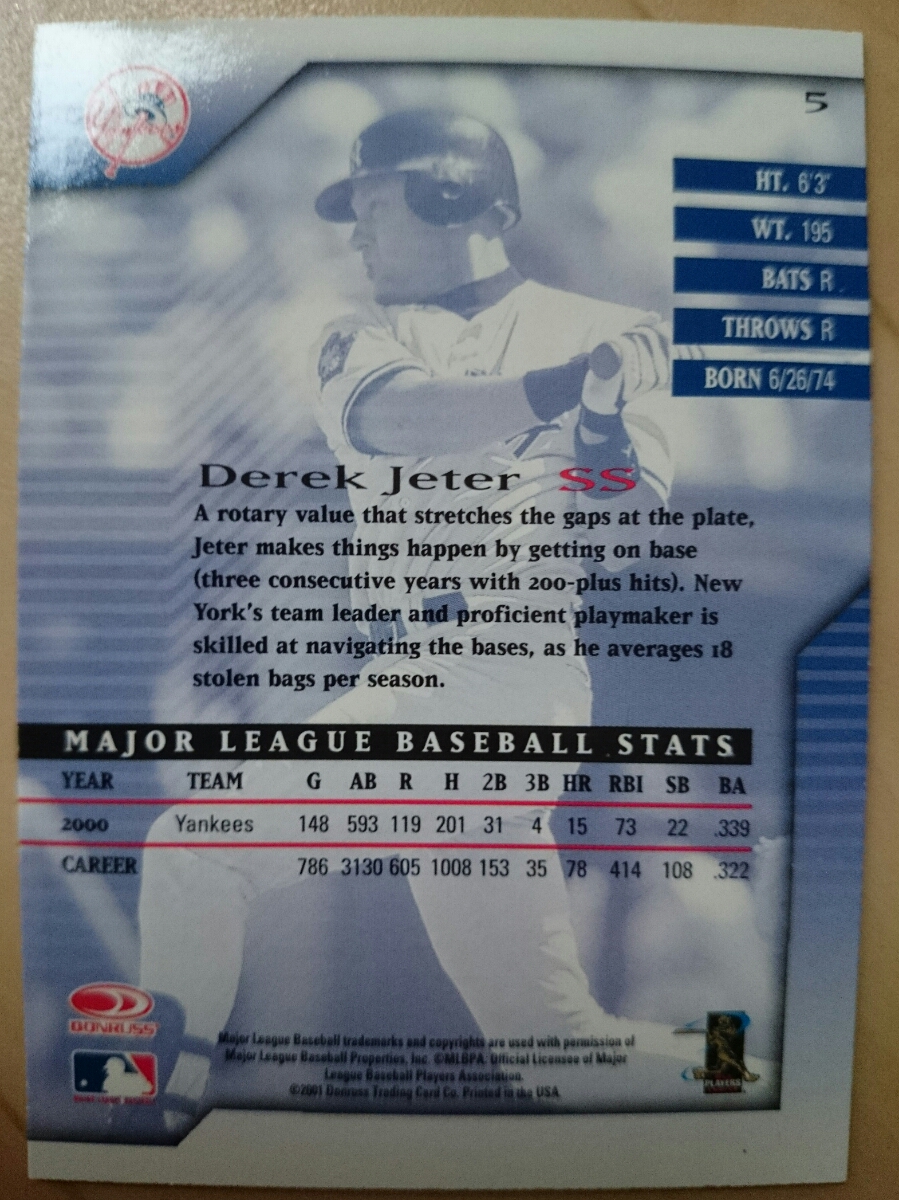 5
HT. 6'3"
WT. 195
BATS R
THROWS R
BORN 6/26/74
Derek Jeter SS
A rotary value that stretches the gaps at the plate,
Jeter makes things happen by getting on base
(three consecutive years with 200-plus hits). New
York's team leader and proficient playmaker is
skilled at navigating the bases, as he averages 18
stolen bags per season.
MAJOR LEAGUE BASEBALL STATS
YEAR TEAM G AB R H 2B 3B HR RBI SB BA
2000 Yankees 148 593 119 201 31 4 15 73 22 .339
CAREER 786 3130 605 1008 153 35 78 414 108 .322
DONRUSS
Major League Baseball trademarks and copyrights are used with permission of
Major League Baseball Properties, Inc. ©MLBPA. Official Licensee of Major
League Baseball Players Association.
©2001 Donruss Trading Card Co. Printed in the USA
PLAYERS